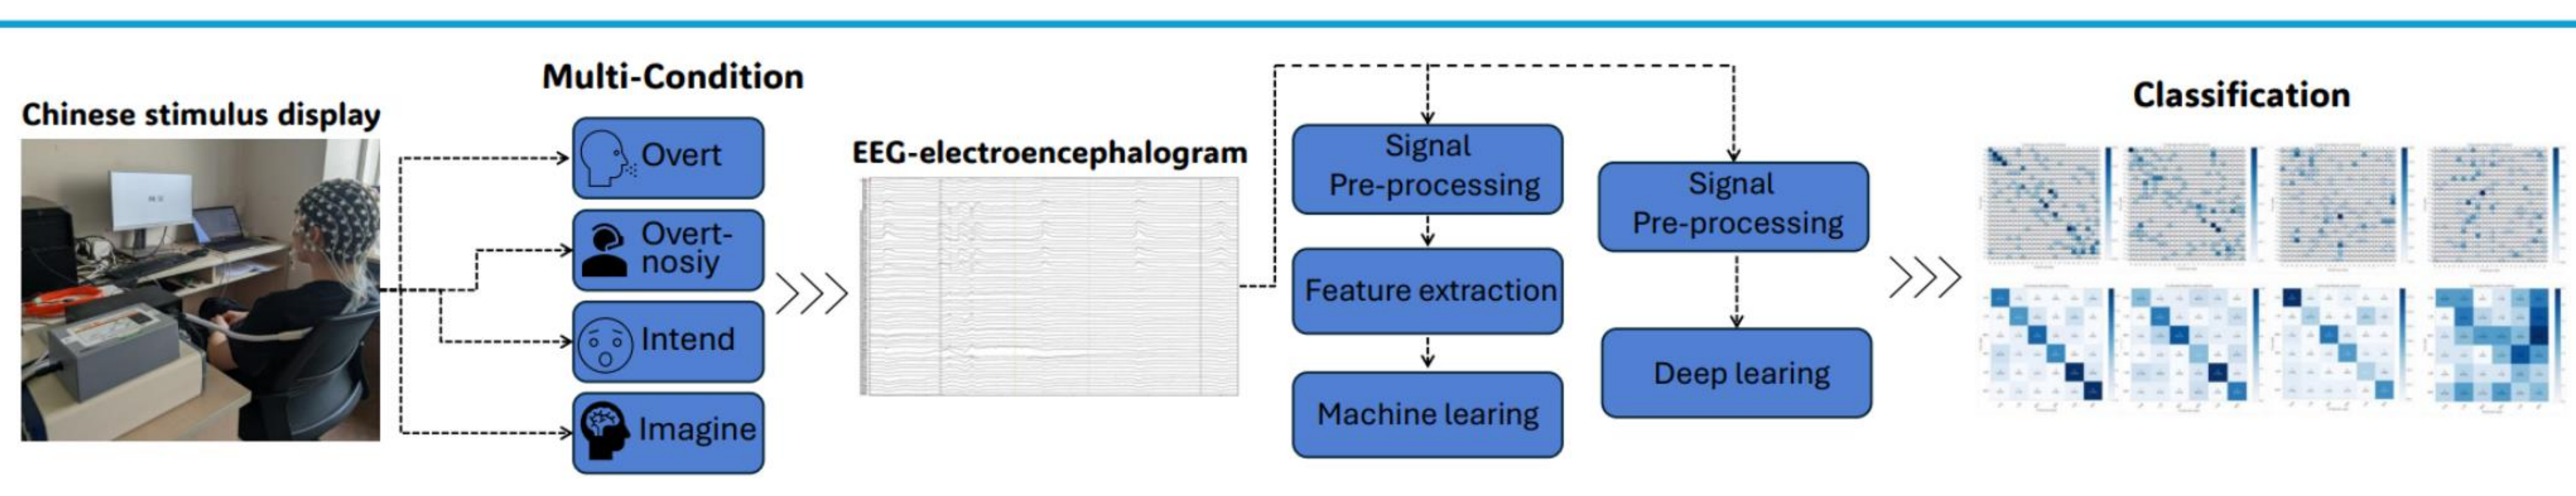 Chinese stimulus display
Multi-Condition
Overt
Overt-
nosiy
Intend
Imagine
EEG-electroencephalogram
Signal
Pre-processing
Feature extraction
Machine learing
Signal
Pre-processing
Deep learing
Classification